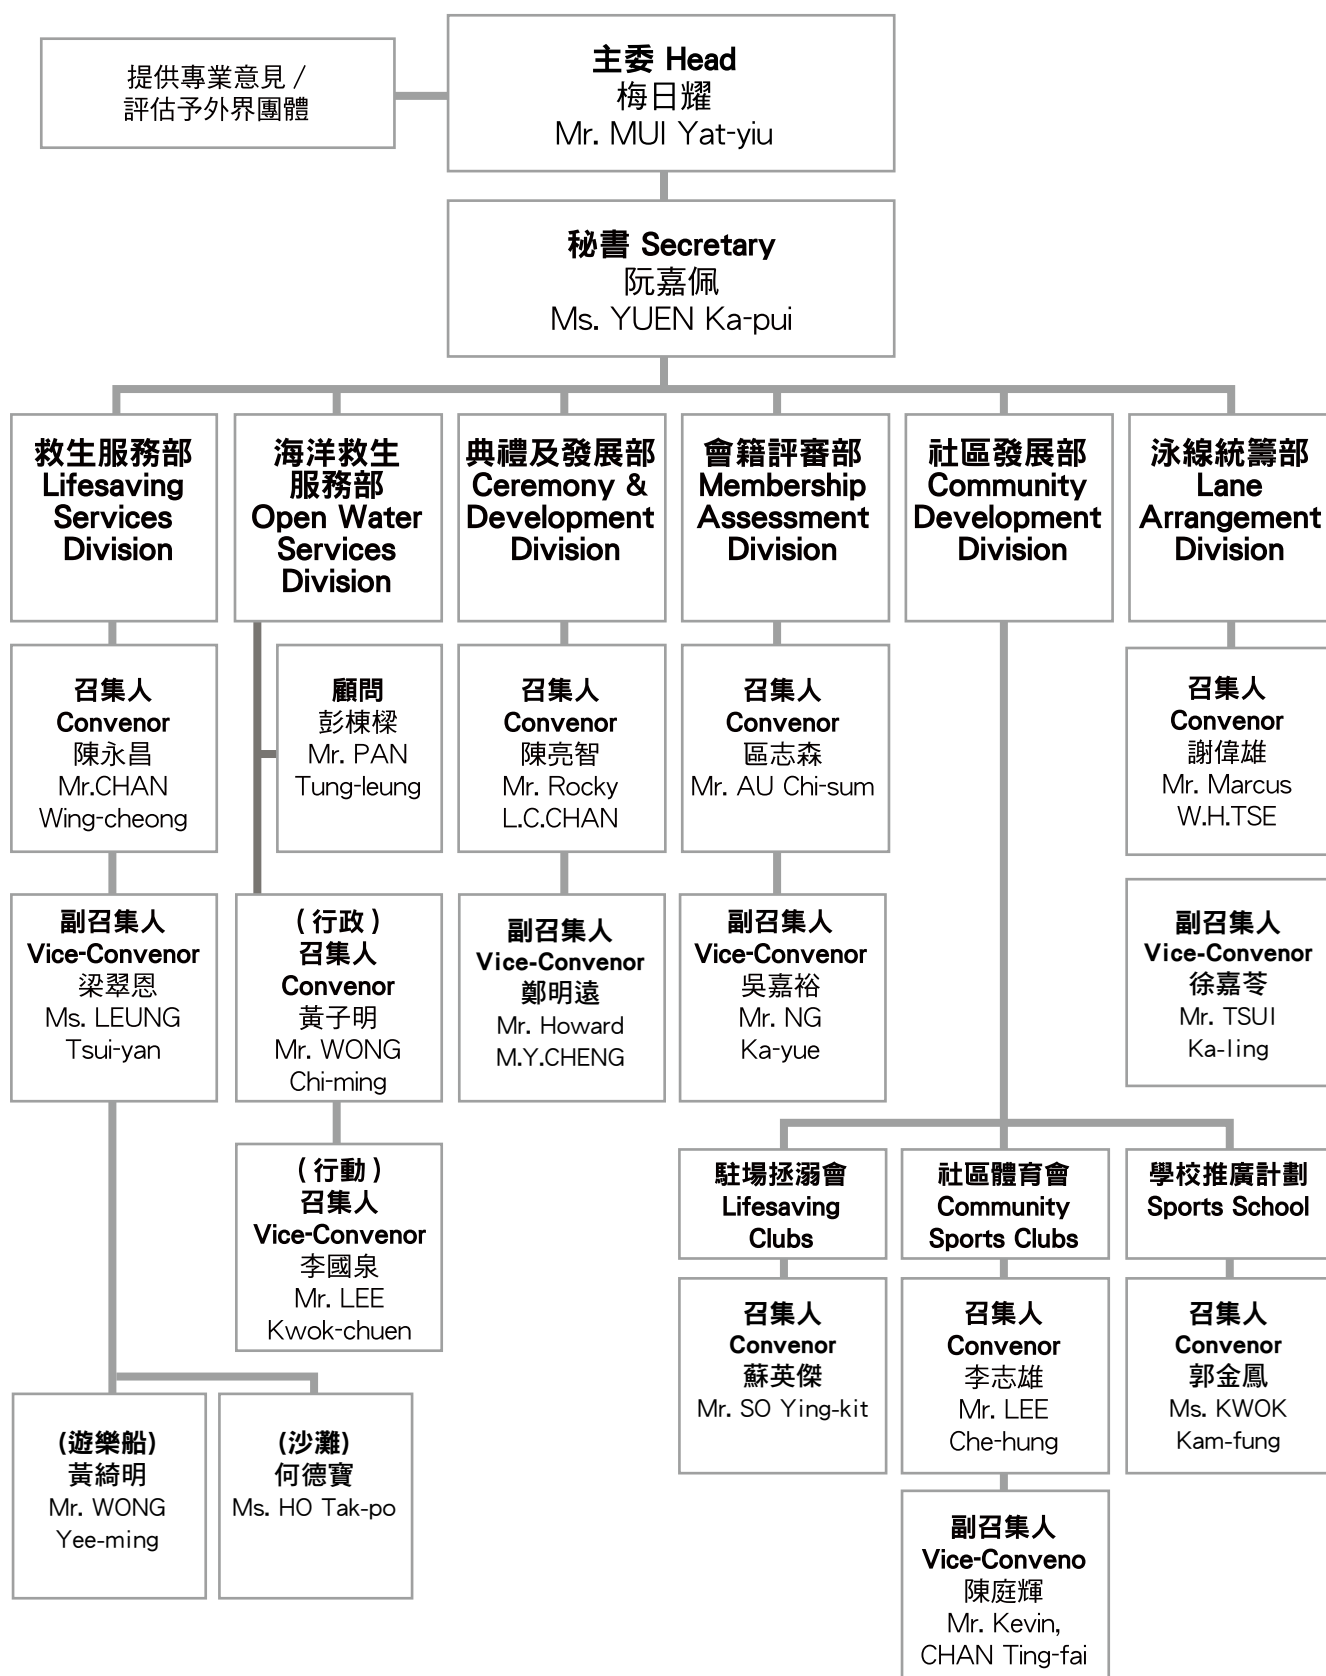 提供專業意見 /
評估予外界團體
主委 Head
梅日耀
Mr. MUI Yat-yiu
秘書 Secretary
阮嘉佩
Ms. YUEN Ka-pui
救生服務部
Lifesaving
Services
Division
海洋救生
服務部
Open Water
Services
Division
典禮及發展部
Ceremony &
Development
Division
會籍評審部
Membership
Assessment
Division
社區發展部
Community
Development
Division
泳線統籌部
Lane
Arrangement
Division
召集人
Convenor
陳永昌
Mr.CHAN
Wing-cheong
顧問
彭棟樑
Mr. PAN
Tung-leung
召集人
Convenor
陳亮智
Mr. Rocky
L.C.CHAN
召集人
Convenor
區志森
Mr. AU Chi-sum
召集人
Convenor
謝偉雄
Mr. Marcus
W.H.TSE
副召集人
Vice-Convenor
梁翠恩
Ms. LEUNG
Tsui-yan
(行政)
召集人
Convenor
黃子明
Mr. WONG
Chi-ming
副召集人
Vice-Convenor
鄭明遠
Mr. Howard
M.Y.CHENG
副召集人
Vice-Convenor
吳嘉裕
Mr. NG
Ka-yue
副召集人
Vice-Convenor
徐嘉苓
Mr. TSUI
Ka-ling
(行動)
召集人
Vice-Convenor
李國泉
Mr. LEE
Kwok-chuen
駐場拯溺會
Lifesaving
Clubs
社區體育會
Community
Sports Clubs
學校推廣計劃
Sports School
召集人
Convenor
蘇英傑
Mr. SO Ying-kit
召集人
Convenor
李志雄
Mr. LEE
Che-hung
召集人
Convenor
郭金鳳
Ms. KWOK
Kam-fung
(遊樂船)
黃綺明
Mr. WONG
Yee-ming
(沙灘)
何德寶
Ms. HO Tak-po
副召集人
Vice-Conveno
陳庭輝
Mr. Kevin,
CHAN Ting-fai